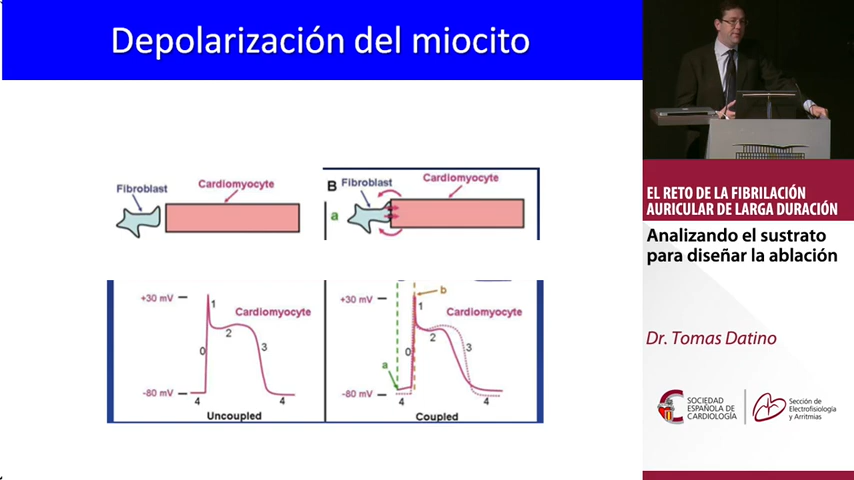 Depolarización del miocito
Fibroblast
Cardiomyocyte
B
Fibroblast
Cardiomyocyte
a
+30 mV
1
Cardiomyocyte
2
0
3
-80 mV
4
4
Uncoupled
+30 mV
b
1
Cardiomyocyte
2
0
3
a
-80 mV
4
4
Coupled
EL RETO DE LA FIBRILACIÓN
AURICULAR DE LARGA DURACIÓN
Analizando el sustrato
para diseñar la ablación
Dr. Tomas Datino
SOCIEDAD
ESPAÑOLA DE
CARDIOLOGÍA
Sección de
Electrofisiología
y Arritmias